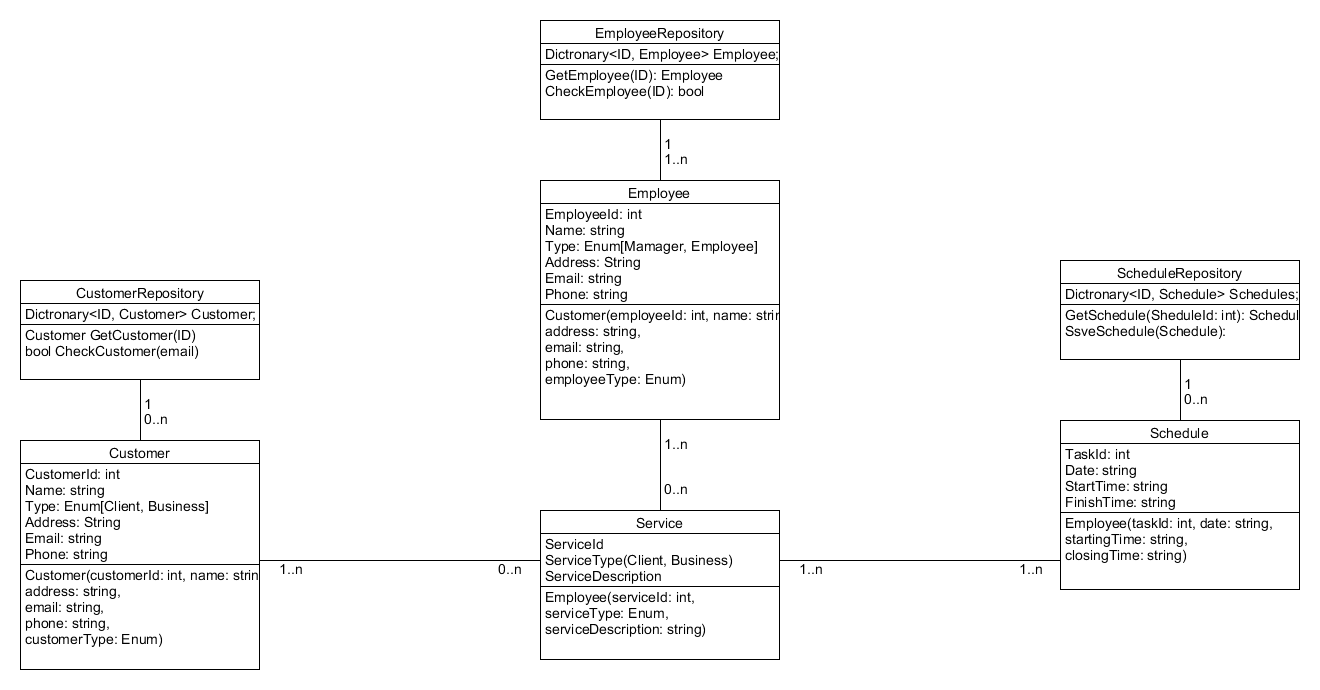 EmployeeRepository
Dictronary<ID, Employee> Employee;
GetEmployee(ID): Employee
CheckEmployee(ID): bool
1
1..n
Employee
EmployeeId: int
Name: string
Type: Enum[Mamager, Employee]
Address: String
Email: string
Phone: string
Customer(employeeId: int, name: strin
address: string,
email: string,
phone: string,
employeeType: Enum)
1..n
0..n
CustomerRepository
Dictronary<ID, Customer> Customer;
Customer GetCustomer(ID)
bool CheckCustomer(email)
1
0..n
Customer
CustomerId: int
Name: string
Type: Enum[Client, Business]
Address: String
Email: string
Phone: string
Customer(customerId: int, name: strin
address: string,
email: string,
phone: string,
customerType: Enum)
1..n
0..n
Service
ServiceId
ServiceType(Client, Business)
ServiceDescription
Employee(serviceId: int,
serviceType: Enum,
serviceDescription: string)
1..n
1..n
ScheduleRepository
Dictronary<ID, Schedule> Schedules;
GetSchedule(SheduleId: int): Schedul
SsveSchedule(Schedule):
1
0..n
Schedule
TaskId: int
Date: string
StartTime: string
FinishTime: string
Employee(taskId: int, date: string,
startingTime: string,
closingTime: string)